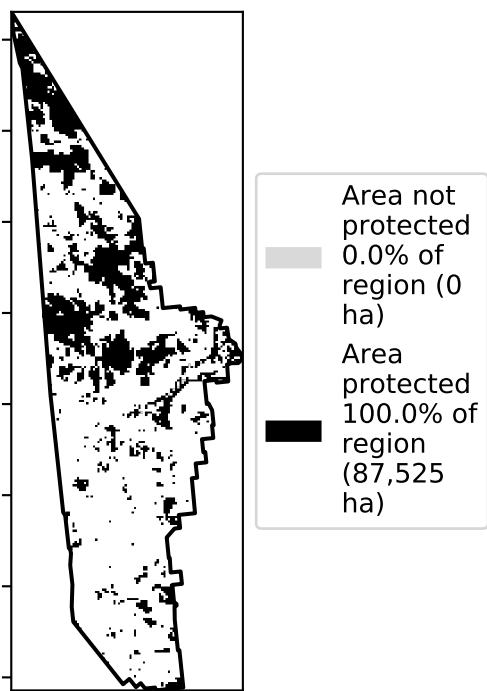 Area not
protected
0.0% of
region (0
ha)
Area
protected
100.0% of
region
(87,525
ha)